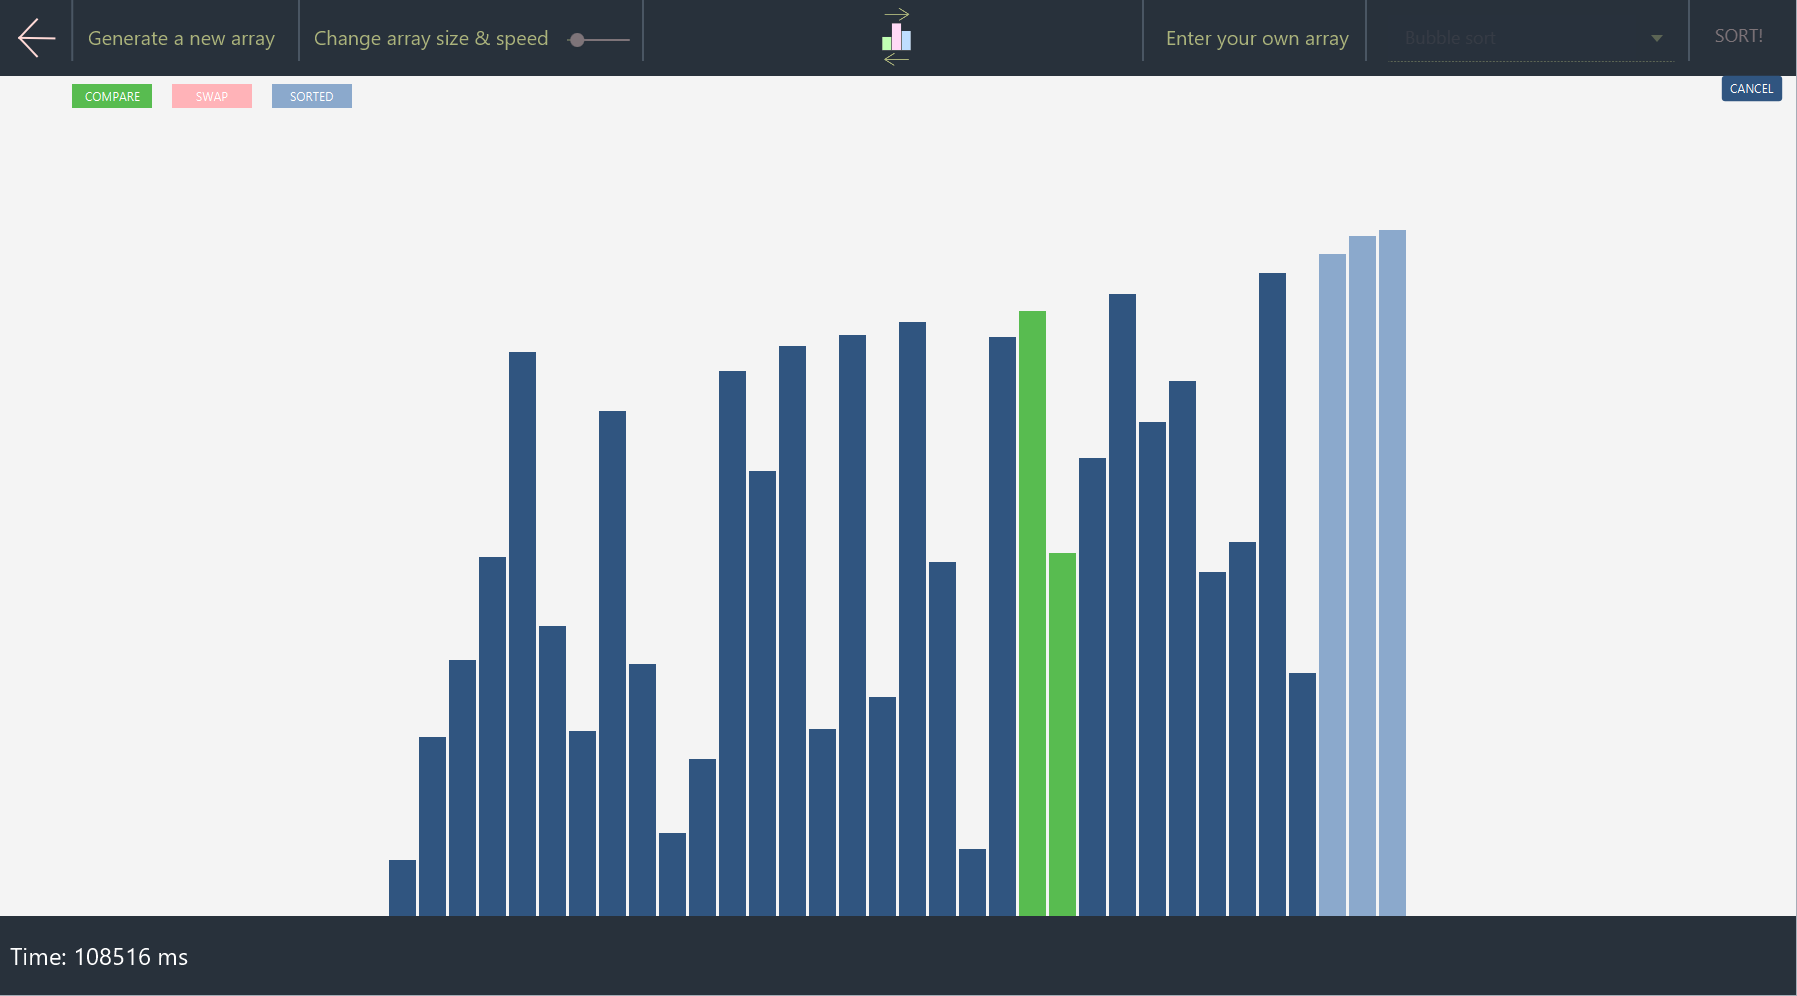 Generate a new array
Change array size & speed
Enter your own array
Bubble sort
SORT!
COMPARE
SWAP
SORTED
CANCEL
Time: 108516 ms